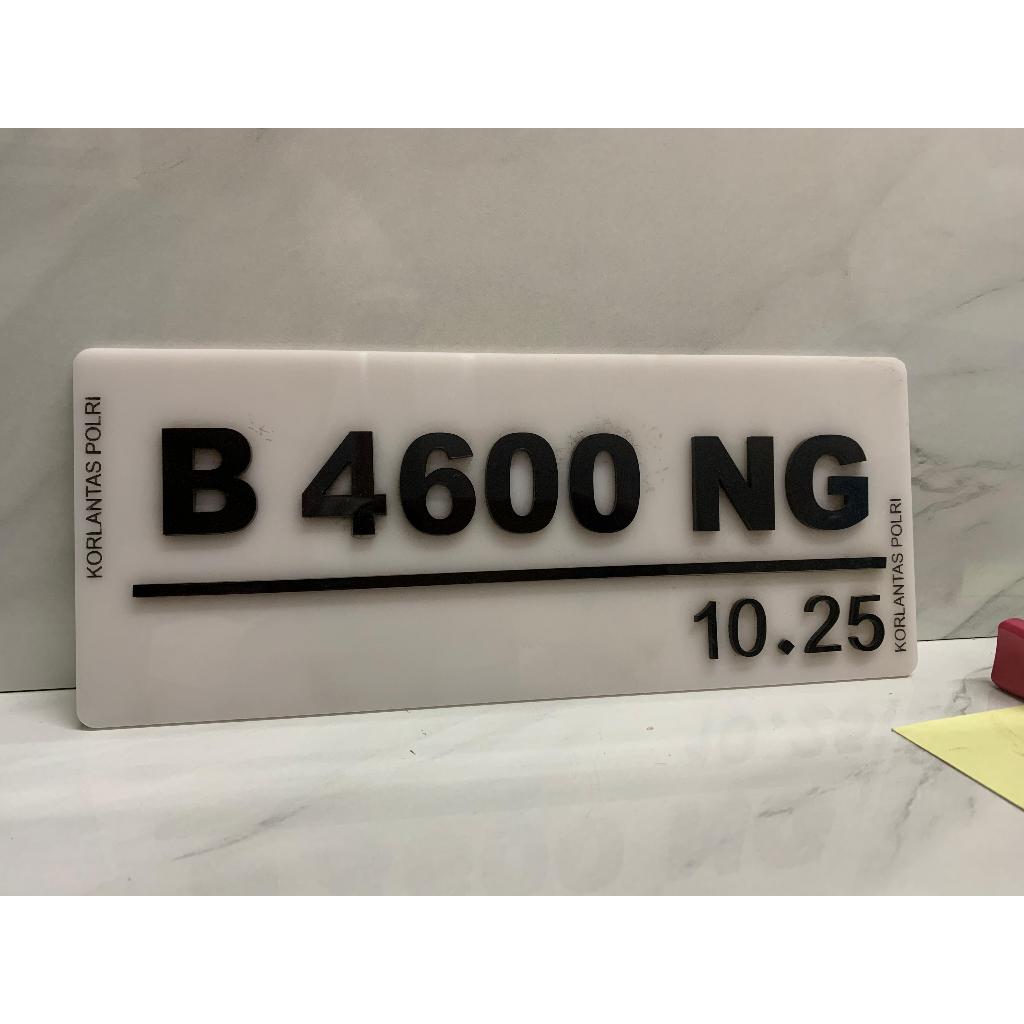 KORLANTAS POLRI
B 4600 NG
10.25
KORLANTAS POLRI